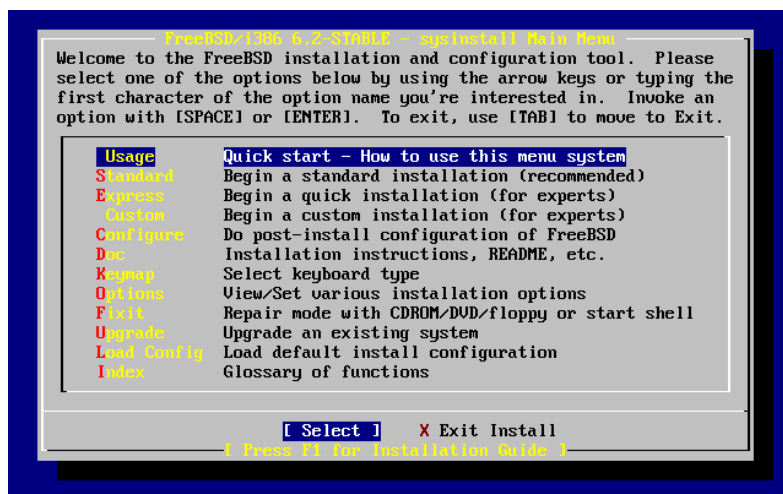 FreeBSD/i386 6.2-STABLE - sysinstall Main Menu
Welcome to the FreeBSD installation and configuration tool.  Please
select one of the options below by using the arrow keys or typing the
first character of the option name you're interested in.  Invoke an
option with [SPACE] or [ENTER].  To exit, use [TAB] to move to Exit.
Usage Quick start - How to use this menu system
Standard Begin a standard installation (recommended)
Express Begin a quick installation (for experts)
Custom Begin a custom installation (for experts)
Configure Do post-install configuration of FreeBSD
Doc Installation instructions, README, etc.
Keymap Select keyboard type
Options View/Set various installation options
Fixit Repair mode with CDROM/DVD/floppy or start shell
Upgrade Upgrade an existing system
Load Config Load default install configuration
Index Glossary of functions
[ Select ] X Exit Install
[ Press F1 for Installation Guide ]